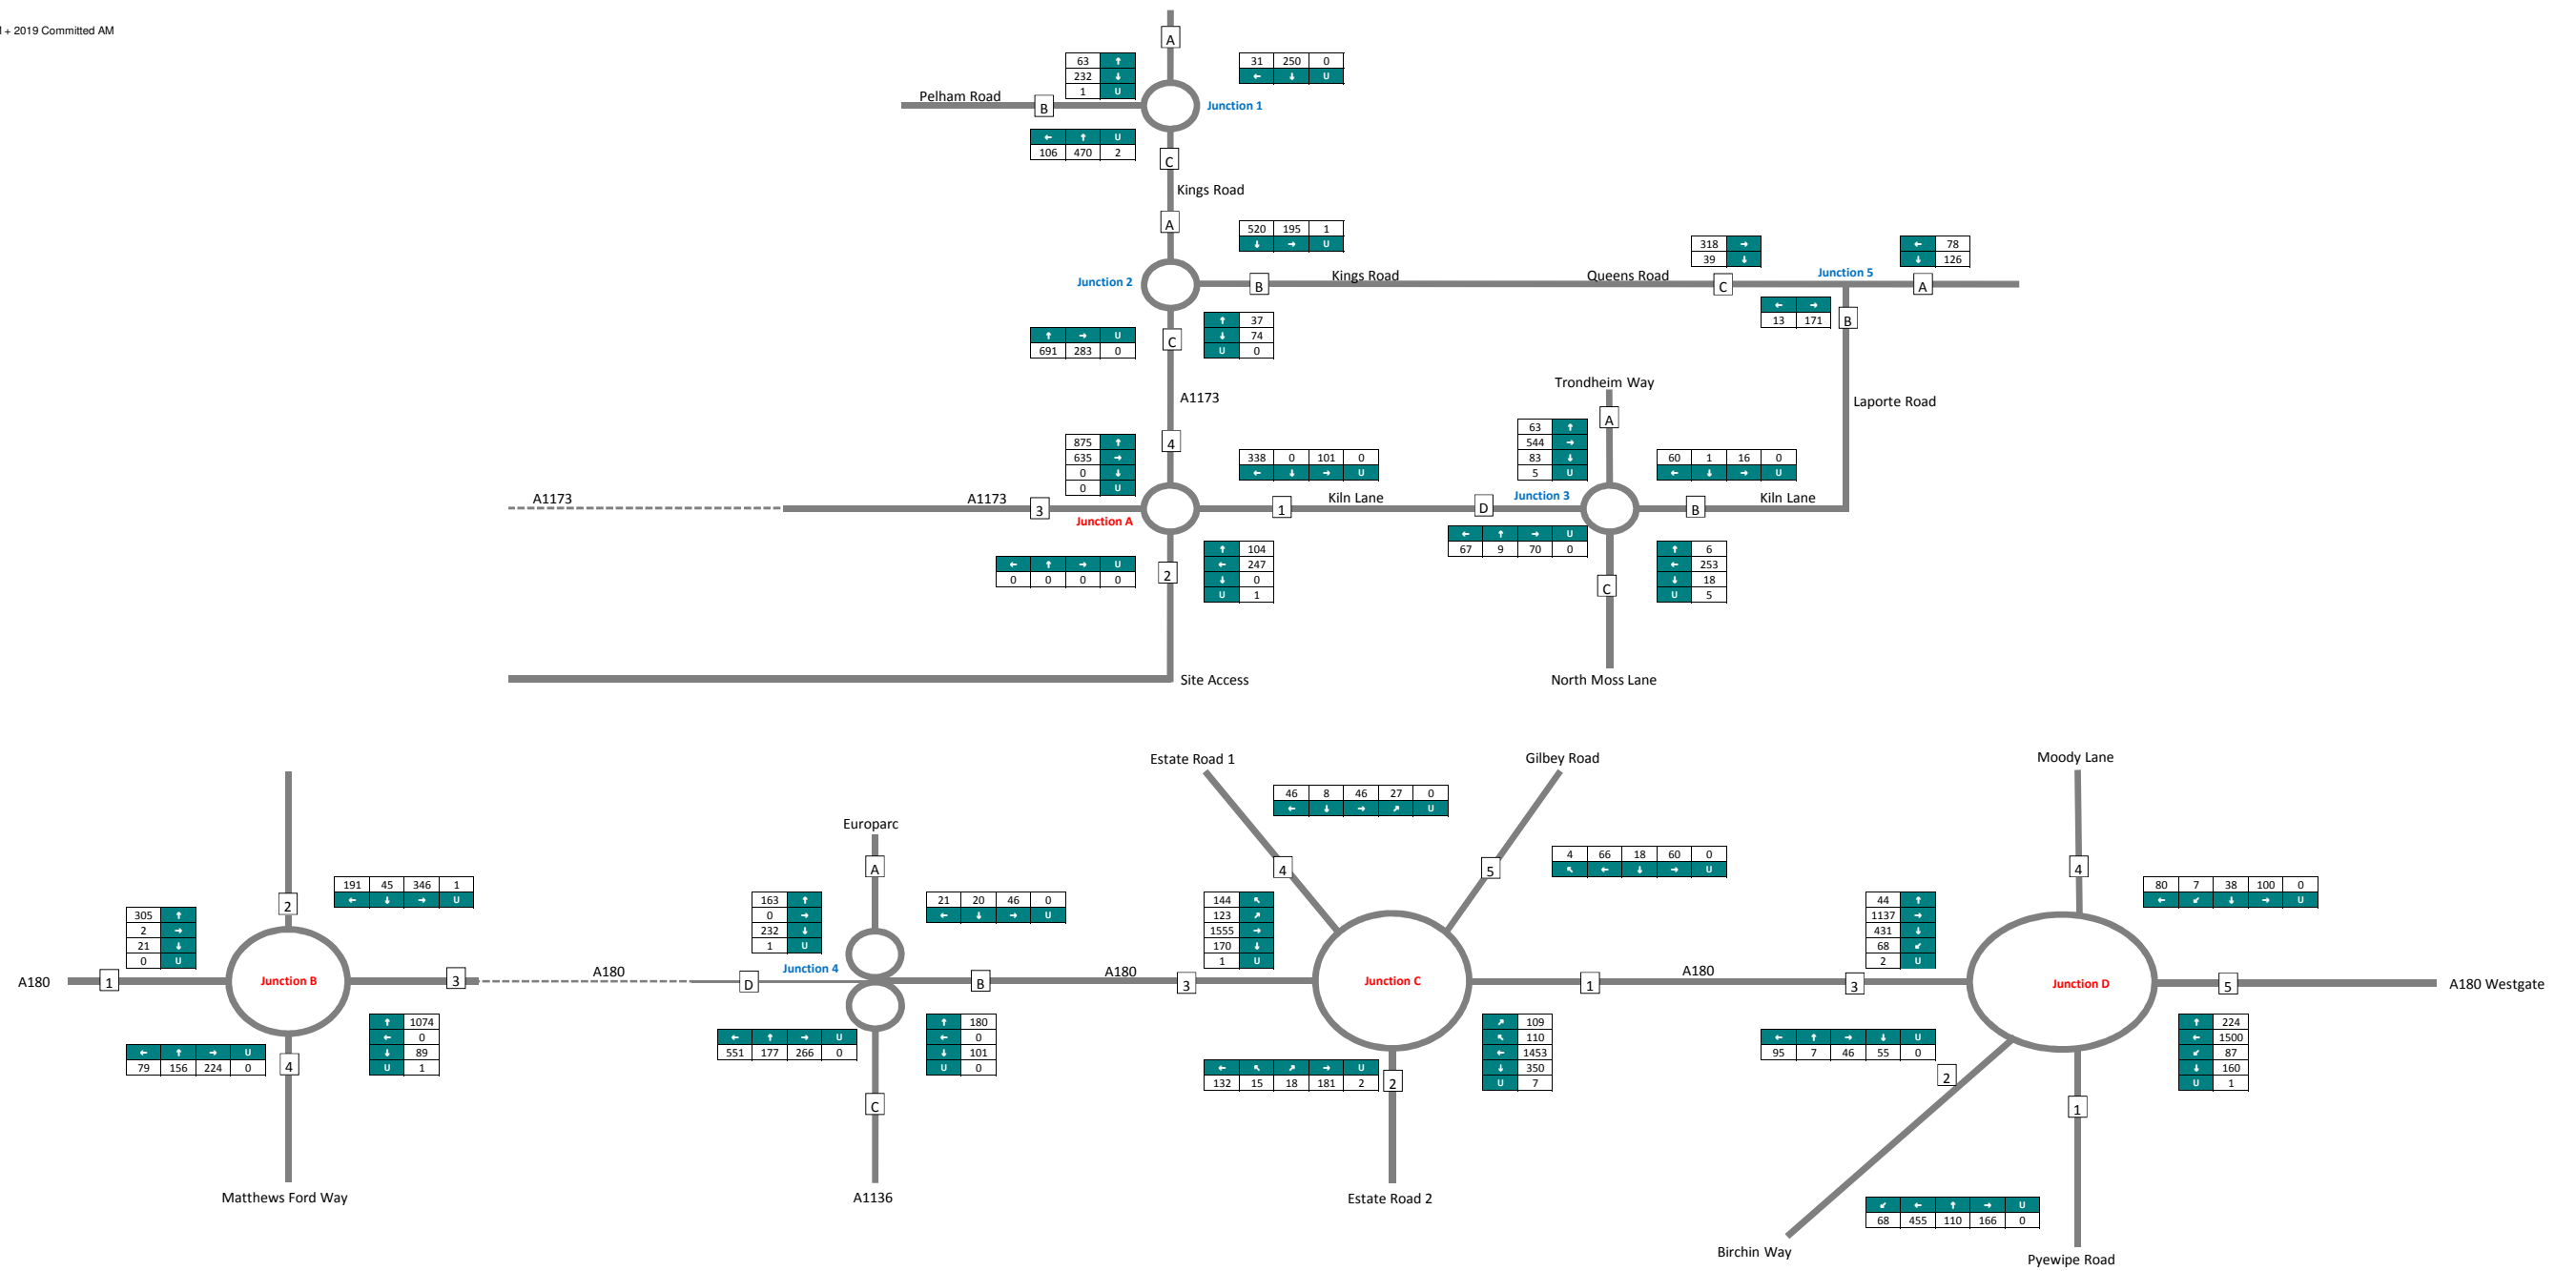 + 2019 Committed AM
A
63 ↑
232 ↓
1 U
31 250 0
← ↓ U
Pelham Road
B
Junction 1
← ↑ U
106 470 2
C
Kings Road
A
520 195 1
↓ → U
318 →
39 ↓
← 78
↓ 126
Junction 2
B
Kings Road
Queens Road
C
Junction 5
A
← →
13 171
B
↑ → U
691 283 0
C
↑ 37
↓ 74
U 0
Trondheim Way
A1173
Laporte Road
A
4
875 ↑
635 →
0 ↓
0 U
338 0 101 0
← ↓ → U
63 ↑
544 →
83 ↓
5 U
60 1 16 0
← ↓ → U
A1173
A1173
3
Junction A
1
Kiln Lane
D
Junction 3
B
Kiln Lane
← ↑ → U
0 0 0 0
2
↑ 104
← 247
↓ 0
U 1
← ↑ → U
67 9 70 0
C
↑ 6
← 253
↓ 18
U 5
Site Access
North Moss Lane
Estate Road 1
Gilbey Road
Moody Lane
46 8 46 27 0
← ↓ → ↗ U
Europarc
4
5
4 66 18 60 0
↖ ← ↓ → U
A
4
2
191 45 346 1
← ↓ → U
305 ↑
2 →
21 ↓
0 U
163 ↑
0 →
232 ↓
1 U
21 20 46 0
← ↓ → U
144 ↖
123 ↗
1555 →
170 ↓
1 U
44 ↑
1137 →
431 ↓
68 ↙
2 U
80 7 38 100 0
← ↙ ↓ → U
A180
1
Junction B
3
A180
D
Junction 4
B
A180
3
Junction C
1
A180
3
Junction D
5
A180 Westgate
← ↑ → U
79 156 224 0
4
↑ 1074
← 0
↓ 89
U 1
← ↑ → U
551 177 266 0
↑ 180
← 0
↓ 101
U 0
C
← ↖ ↗ → U
132 15 18 181 2
2
↗ 109
↖ 110
← 1453
↓ 350
U 7
← ↑ → ↓ U
95 7 46 55 0
2
1
↑ 224
← 1500
↙ 87
↓ 160
U 1
Matthews Ford Way
A1136
Estate Road 2
↙ ← ↑ → U
68 455 110 166 0
Birchin Way
Pyewipe Road